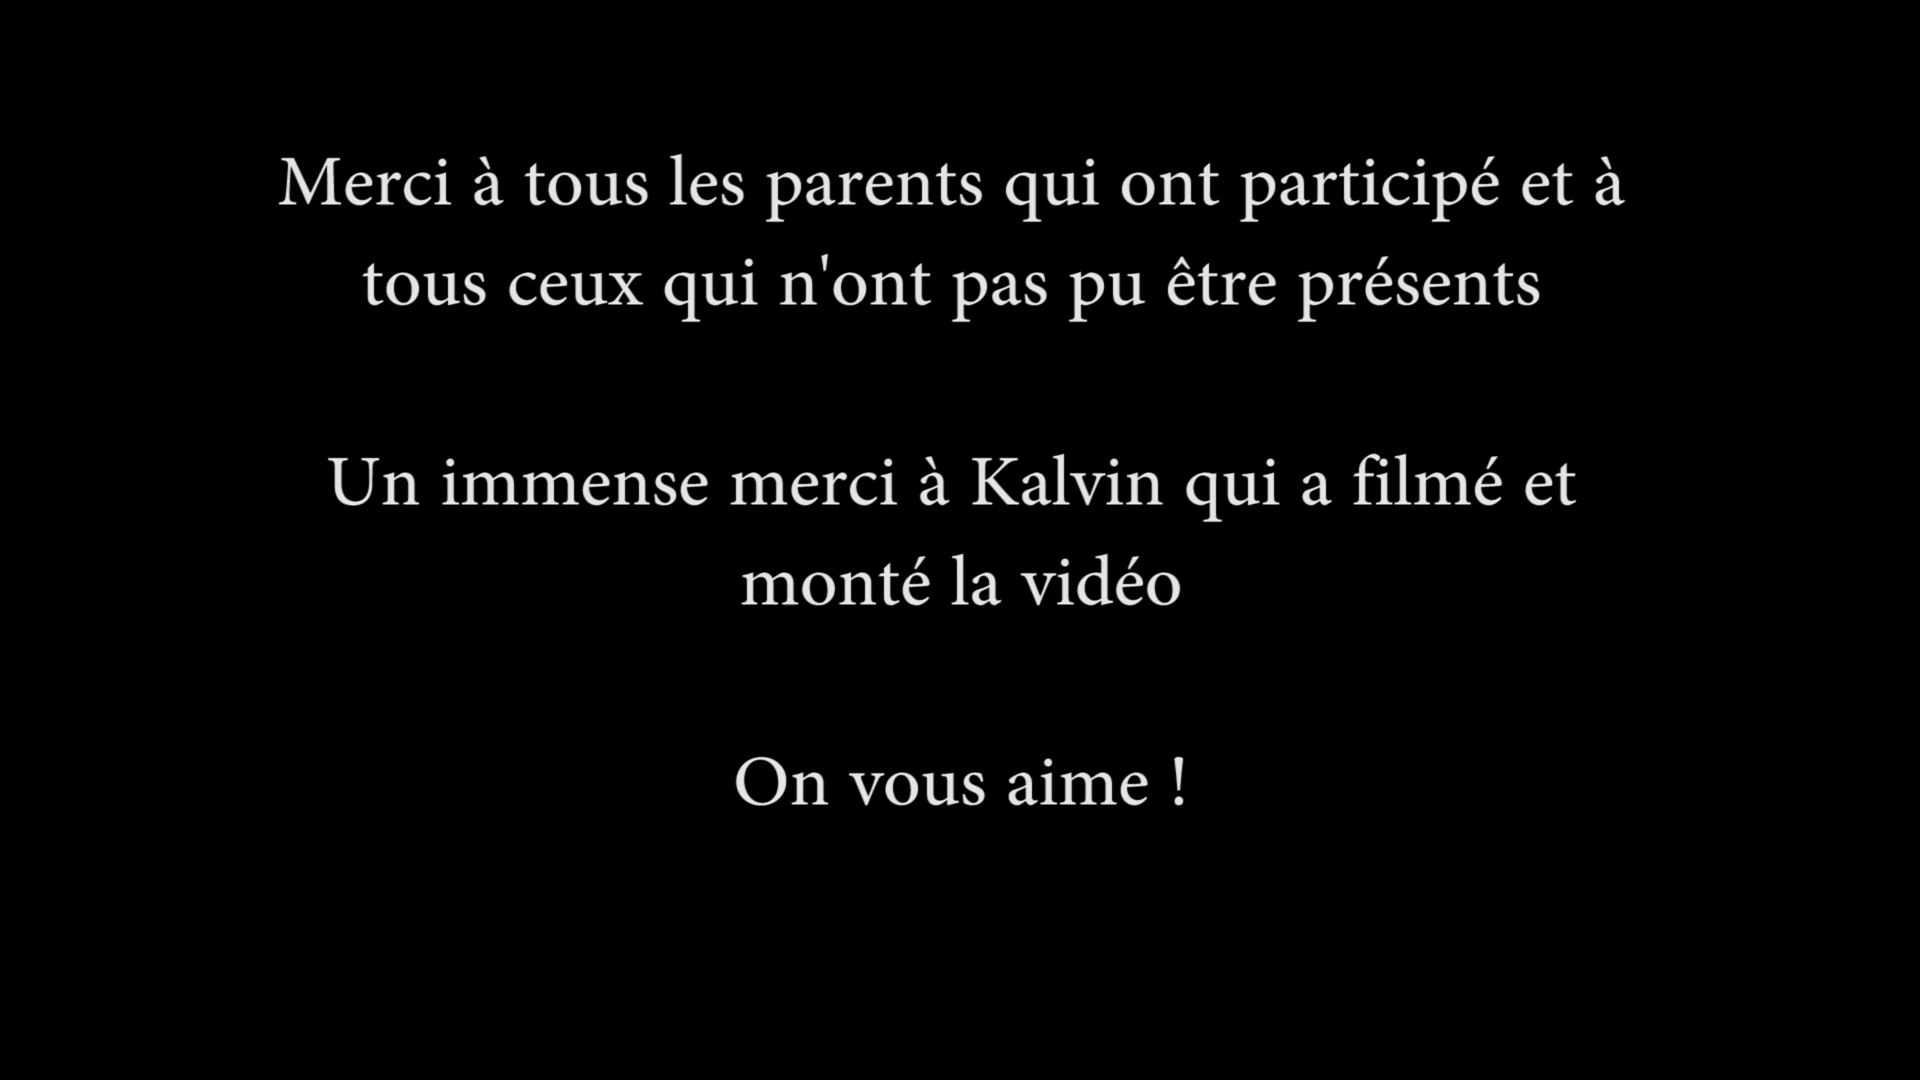 Merci à tous les parents qui ont participé et à
tous ceux qui n'ont pas pu être présents
Un immense merci à Kalvin qui a filmé et
monté la vidéo
On vous aime !